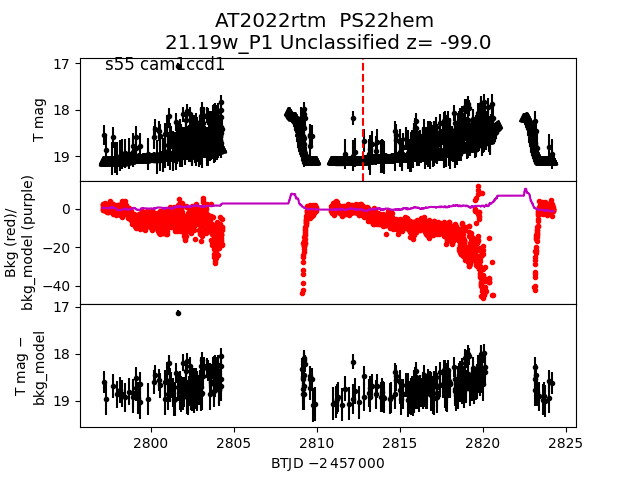 AT2022rtm  PS22hem
21.19w_P1 Unclassified z= -99.0
s55 cam1ccd1
17
18
19
T mag
0
−20
−40
Bkg (red)/
bkg_model (purple)
17
18
19
T mag −
bkg_model
2800 2805 2810 2815 2820 2825
BTJD −2 457 000